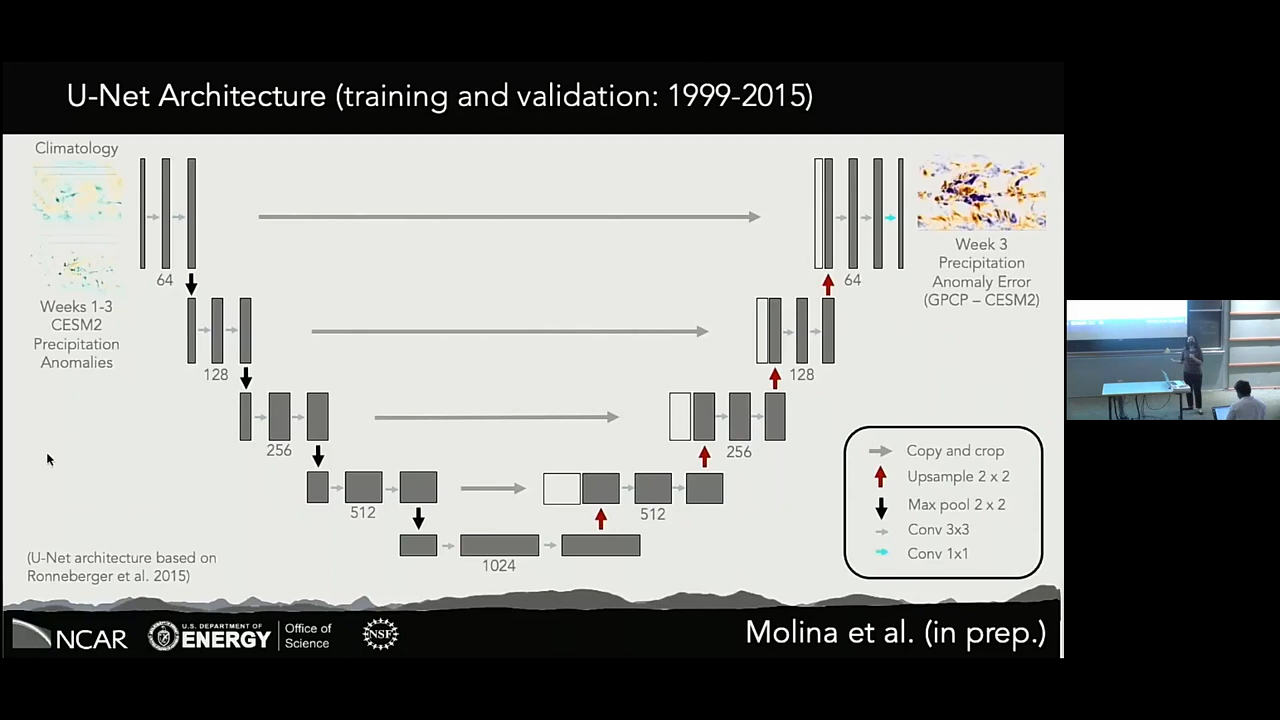 U-Net Architecture (training and validation: 1999-2015)
Climatology
Weeks 1-3
CESM2
Precipitation
Anomalies
64
128
256
512
1024
512
256
128
64
Week 3
Precipitation
Anomaly Error
(GPCP – CESM2)
Copy and crop
Upsample 2 x 2
Max pool 2 x 2
Conv 3x3
Conv 1x1
(U-Net architecture based on
Ronneberger et al. 2015)
NCAR
U.S. DEPARTMENT OF
ENERGY
Office of
Science
NSF
Molina et al. (in prep.)